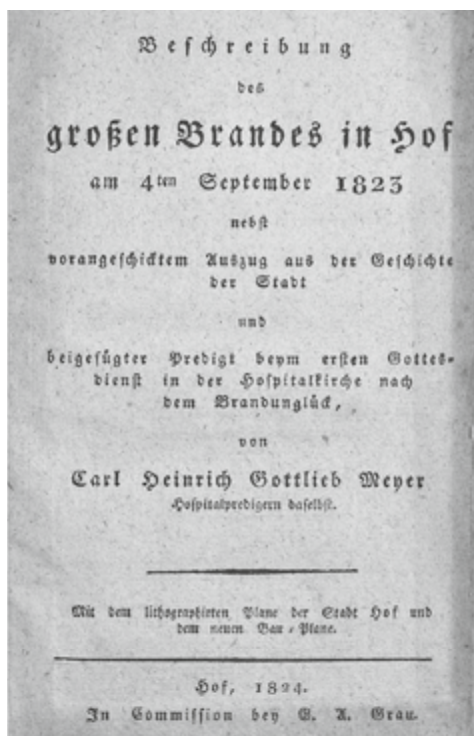 Beschreibung
des
großen Brandes in Hof
am 4ten September 1823
nebst
vorangeschicktem Auszug aus der Geschichte
der Stadt
und
beigefügter Predigt beym ersten Gottes-
dienst in der Hospitalkirche nach
dem Brandunglück,
von
Carl Heinrich Gottlieb Meyer
Hospitalpredigern daselbst.
Mit dem lithographirten Plane der Stadt Hof und
dem neuen Bau-Plane.
Hof, 1824.
In Commission bey G. A. Grau.